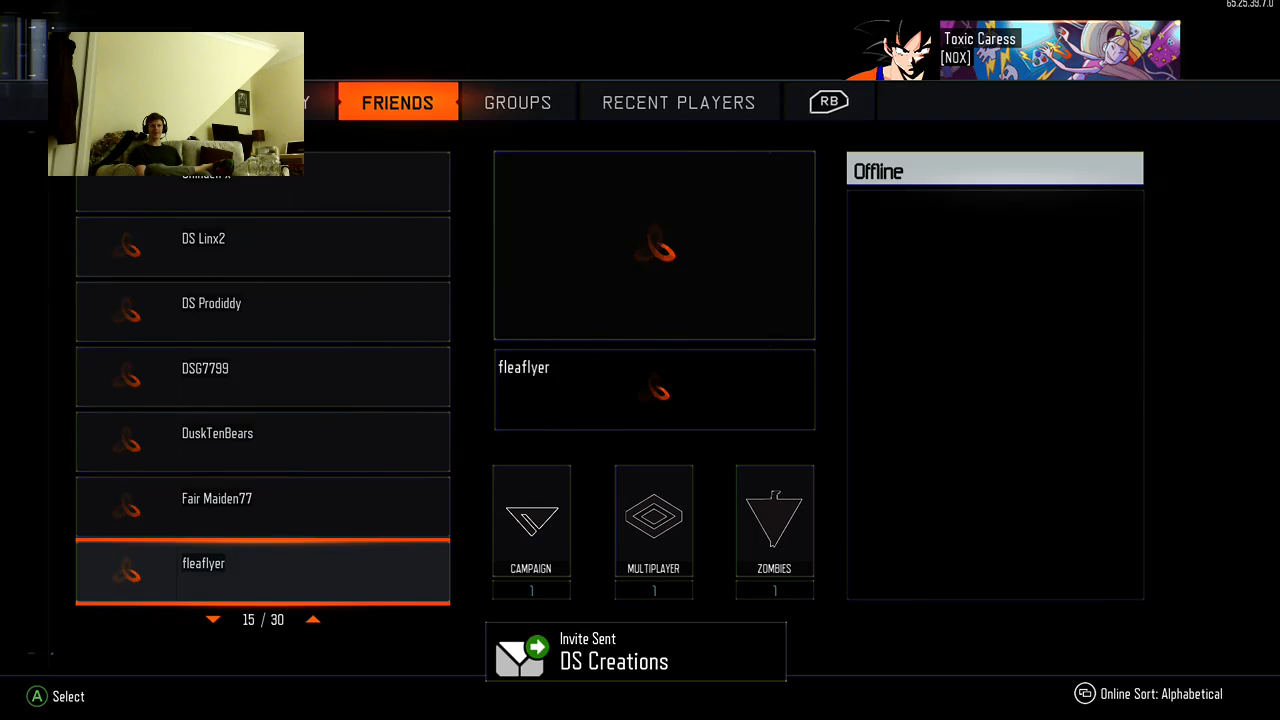 65.25.39.7.0
Toxic Caress
[NOX]
Y
FRIENDS
GROUPS
RECENT PLAYERS
RB
Offline
DS Linx2
DS Prodiddy
DSG7799
DuskTenBears
Fair Maiden77
fleaflyer
15 / 30
fleaflyer
CAMPAIGN
MULTIPLAYER
ZOMBIES
1
1
1
Invite Sent
DS Creations
A Select
Online Sort: Alphabetical